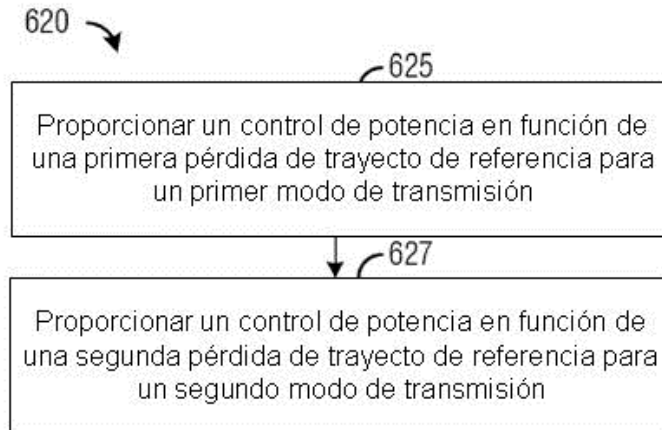 620
625
Proporcionar un control de potencia en función de
una primera pérdida de trayecto de referencia para
un primer modo de transmisión
627
Proporcionar un control de potencia en función de
una segunda pérdida de trayecto de referencia para
un segundo modo de transmisión